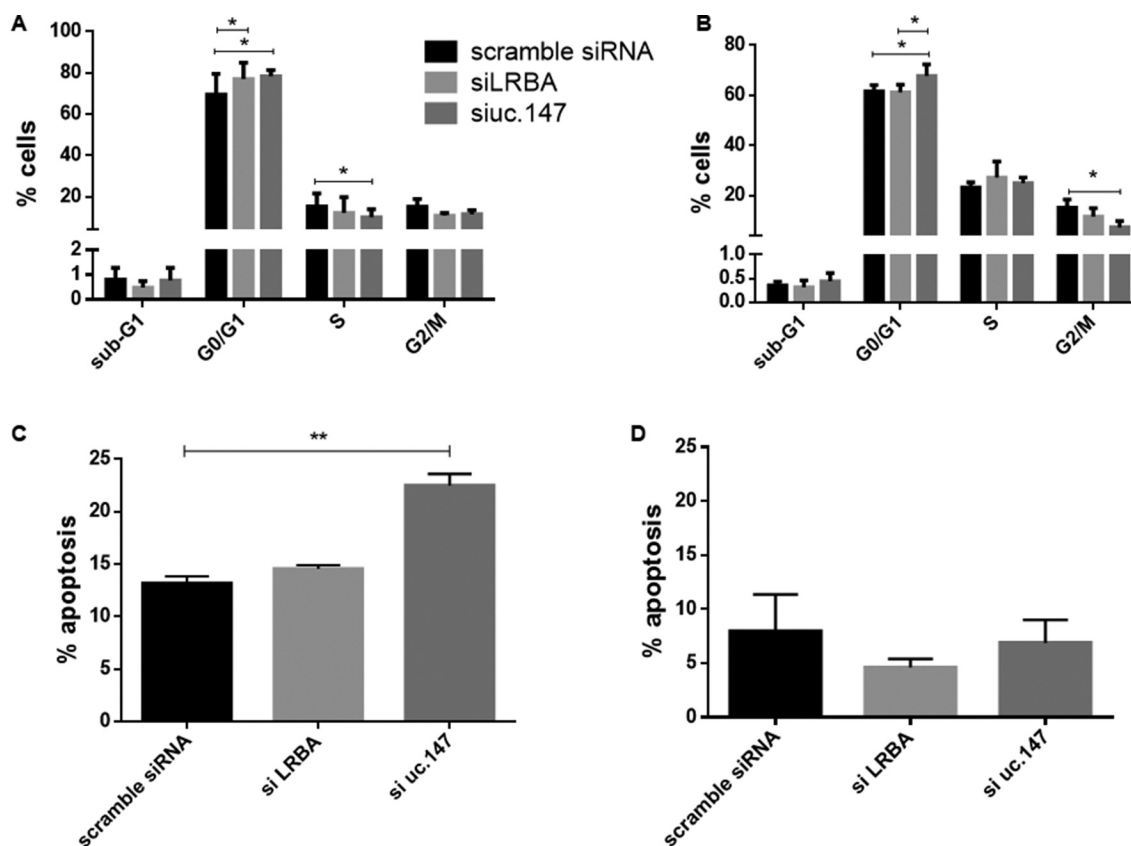 A
*
*
*
100
80
60
40
20
2
1
0
% cells
sub-G1
G0/G1
S
G2/M
scramble siRNA
siLRBA
siuc.147
B
*
*
*
80
60
40
20
1.0
0.5
0.0
% cells
sub-G1
G0/G1
S
G2/M
C
**
25
20
15
10
5
0
% apoptosis
scramble siRNA
si LRBA
si uc.147
D
25
20
15
10
5
0
% apoptosis
scramble siRNA
si LRBA
si uc.147